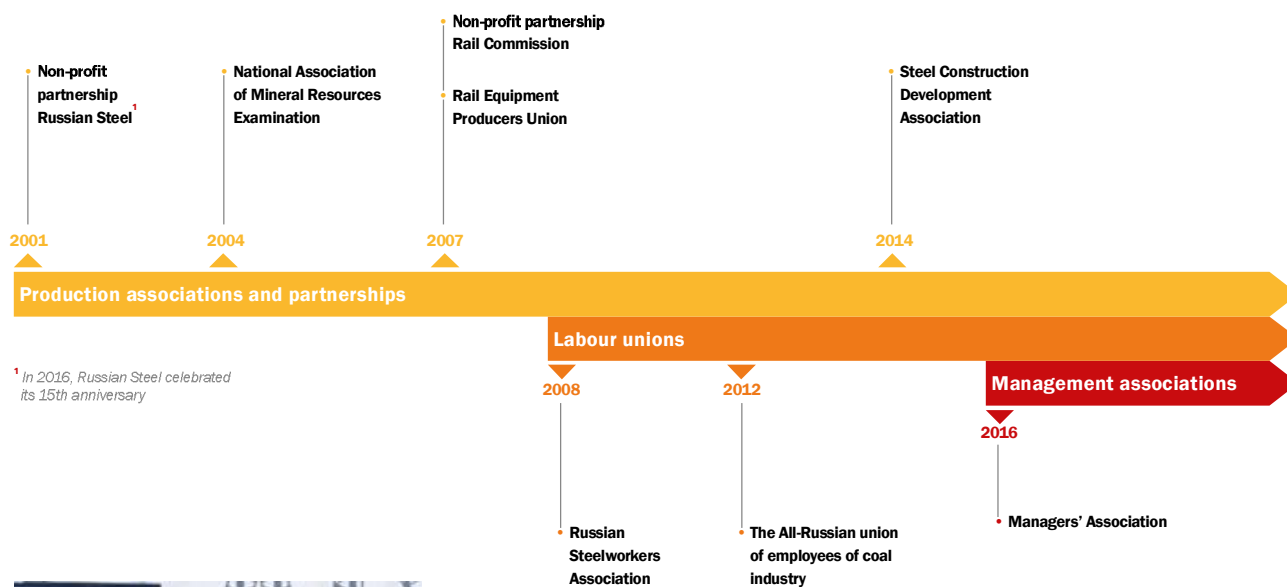 Non-profit partnership
Rail Commission
Non-profit
partnership
Russian Steel¹
National Association
of Mineral Resources
Examination
Rail Equipment
Producers Union
Steel Construction
Development
Association
2001
2004
2007
2014
Production associations and partnerships
Labour unions
¹ In 2016, Russian Steel celebrated
its 15th anniversary
Management associations
2008
2012
2016
Managers' Association
Russian
Steelworkers
Association
The All-Russian union
of employees of coal
industry